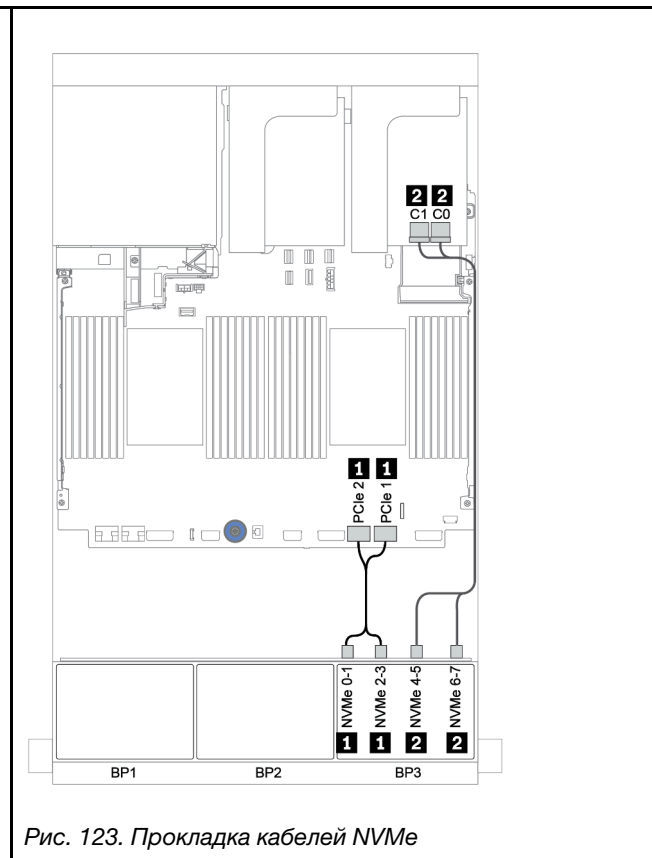 2 2
C1 C0
1 1
PCIe 2
PCIe 1
NVMe 0-1
NVMe 2-3
NVMe 4-5
NVMe 6-7
1 1 2 2
BP1 BP2 BP3
Рис. 123. Прокладка кабелей NVMe